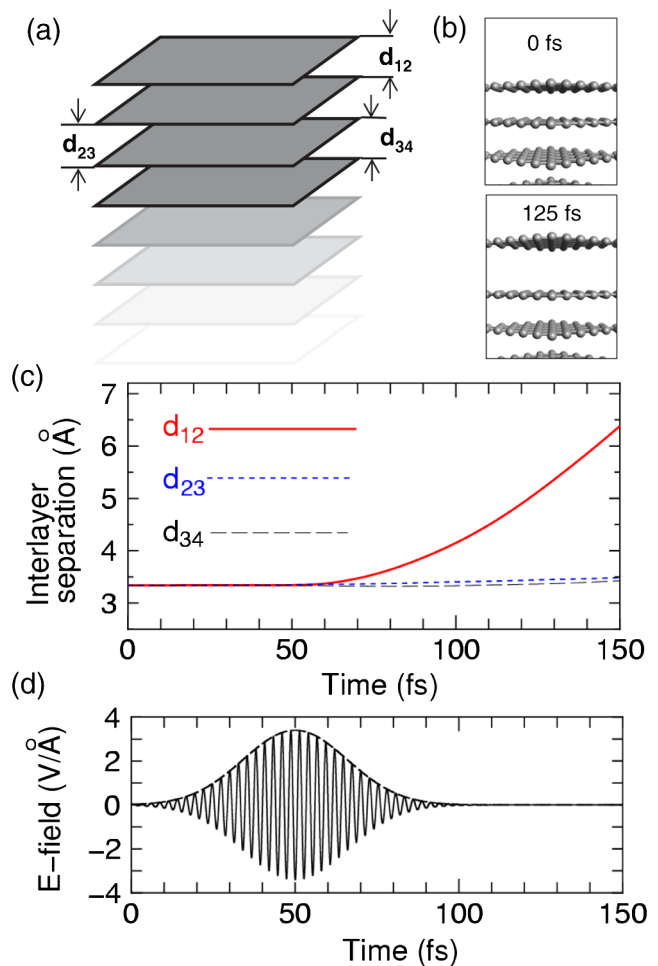 (a)
d12
d23
d34
(b)
0 fs
125 fs
(c)
Interlayer
separation (Å)
7
6
5
4
3
d12
d23
d34
0
50
100
150
Time (fs)
(d)
E−field (V/Å)
4
2
0
−2
−4
0
50
100
150
Time (fs)